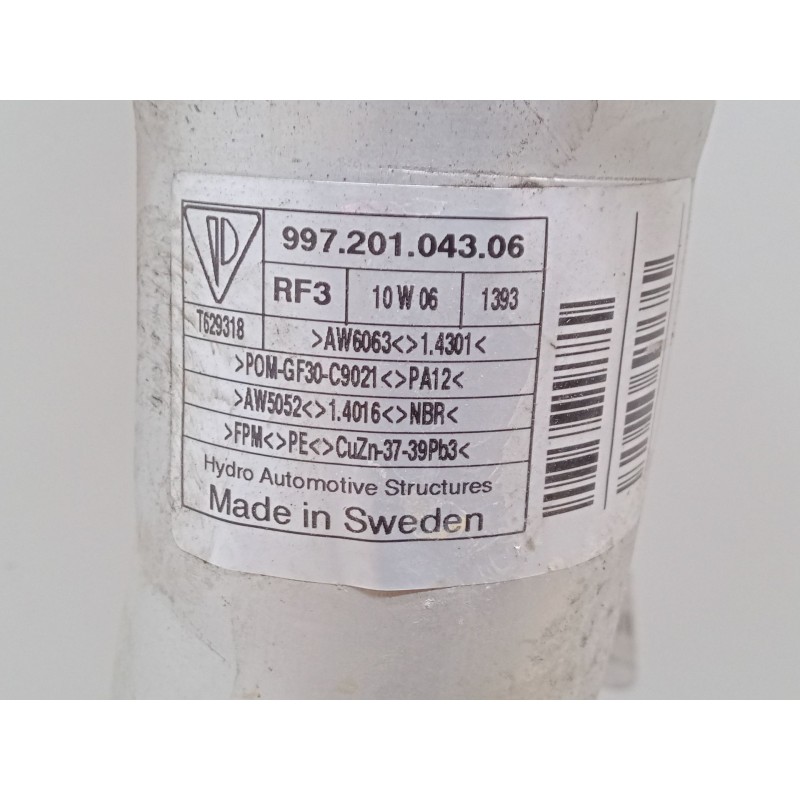 997.201.043.06
RF3 10 W 06 1393
T629318
>AW6063<>1.4301<
>POM-GF30-C9021<>PA12<
>AW5052<>1.4016<>NBR<
>FPM<>PE<>CuZn-37-39Pb3<
Hydro Automotive Structures
Made in Sweden